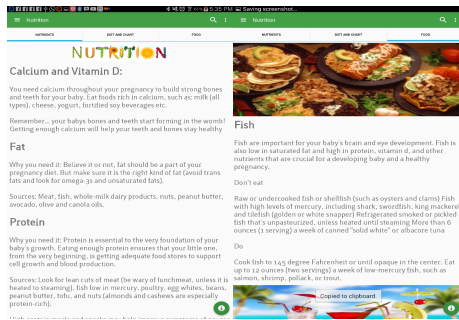 5:35 PM Saving screenshot...
Nutrition
NUTRIENTS
DIET AND CHART
FOOD
NUTRITION
Calcium and Vitamin D:
You need calcium throughout your pregnancy to build strong bones
and teeth for your baby. Eat foods rich in calcium, such as: milk (all
types), cheese, yogurt, fortified soy beverages etc.
Remember... your babys bones and teeth start forming in the womb!
Getting enough calcium will help your teeth and bones stay healthy
Fat
Why you need it: Believe it or not, fat should be a part of your
pregnancy diet. But make sure it is the right kind of fat (avoid trans
fats and look for omega-3s and unsaturated fats).
Sources: Meat, fish, whole-milk dairy products, nuts, peanut butter,
avocado, olive and canola oils.
Protein
Why you need it: Protein is essential to the very foundation of your
baby's growth. Eating enough protein ensures that your little one,
from the very beginning, is getting adequate food stores to support
cell growth and blood production.
Sources: Look for lean cuts of meat (be wary of lunchmeat, unless it is
heated to steaming), fish low in mercury, poultry, egg whites, beans,
peanut butter, tofu, and nuts (almonds and cashews are especially
protein-rich).
Nutrition
NUTRIENTS
DIET AND CHART
FOOD
Fish
Fish are important for your baby's brain and eye development. Fish is
also low in saturated fat and high in protein, vitamin d, and other
nutrients that are crucial for a developing baby and a healthy
pregnancy.
Don't eat
Raw or undercooked fish or shellfish (such as oysters and clams) Fish
with high levels of mercury, including shark, swordfish, king mackerel
and tilefish (golden or white snapper) Refrigerated smoked or pickled
fish that's unpasteurized, unless heated until steaming More than 6
ounces (1 serving) a week of canned "solid white" or albacore tuna
Do
Cook fish to 145 degree Fahrenheit or until opaque in the center. Eat
up to 12 ounces (two servings) a week of low-mercury fish, such as
salmon, shrimp, pollack, or trout.
Copied to clipboard.